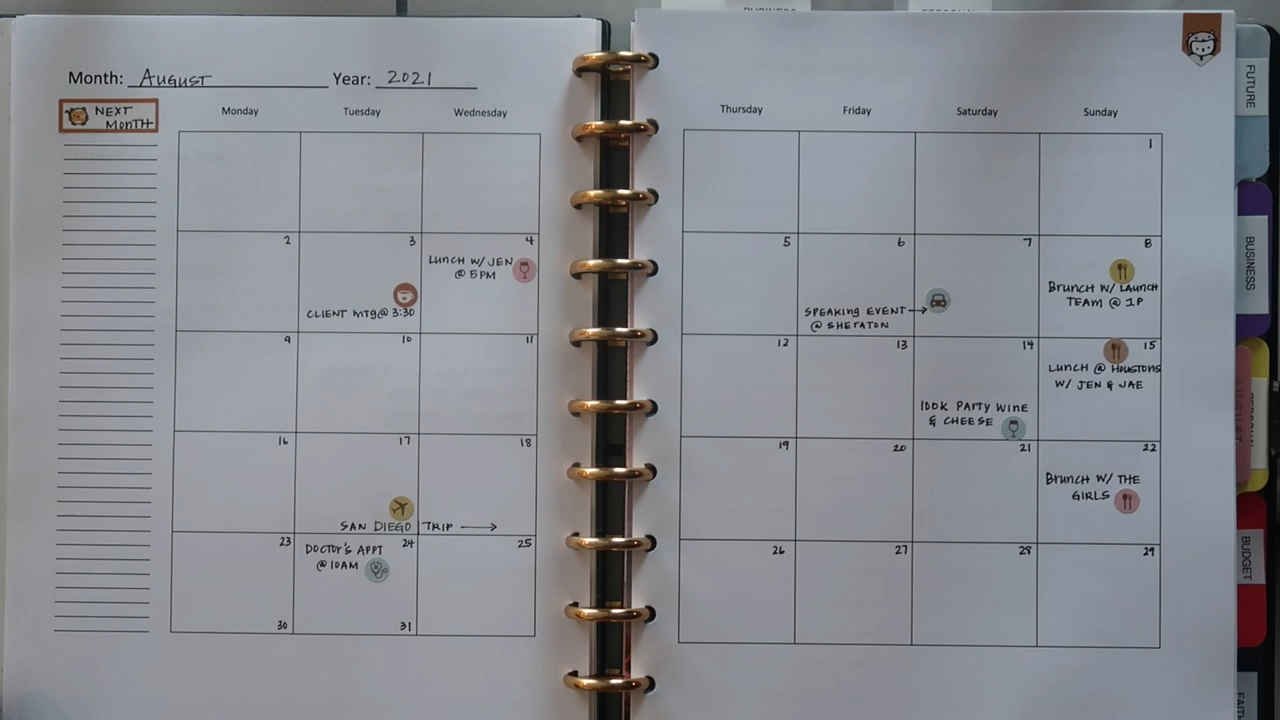 BUSINESS
PERSONAL
Month: AUGUST Year: 2021
NEXT
MONTH
Monday Tuesday Wednesday Thursday Friday Saturday Sunday
1
2 3 4 5 6 7 8
LUNCH W/ JEN
@ 5PM
CLIENT MTG @ 3:30
SPEAKING EVENT
@ SHERATON
BRUNCH W/ LAUNCH
TEAM @ 1P
9 10 11 12 13 14 15
100K PARTY WINE
& CHEESE
LUNCH @ HOUSTONS
W/ JEN & JAE
16 17 18 19 20 21 22
SAN DIEGO TRIP
BRUNCH W/ THE
GIRLS
23 24 25 26 27 28 29
DOCTOR'S APPT
@ 10AM
30 31
FUTURE
BUSINESS
BUDGET
FAITH